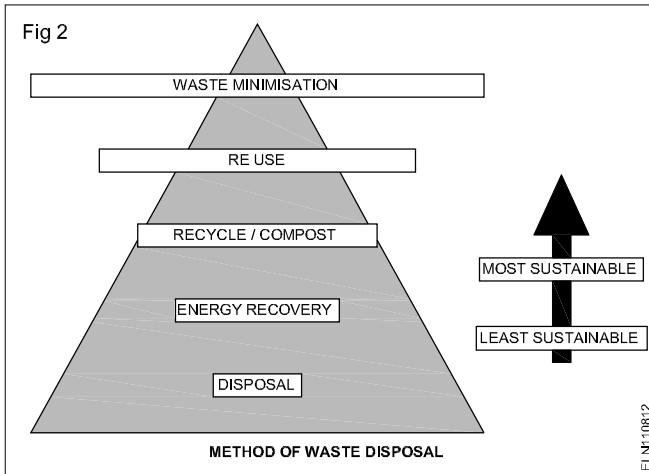 Fig 2
WASTE MINIMISATION
RE USE
RECYCLE / COMPOST
ENERGY RECOVERY
DISPOSAL
MOST SUSTAINABLE
LEAST SUSTAINABLE
METHOD OF WASTE DISPOSAL
ELN110812